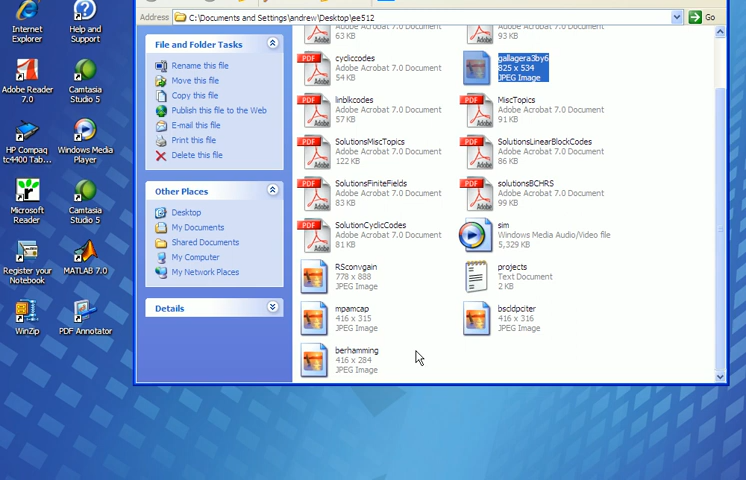 Internet
Explorer
Help and
Support
Adobe Reader
7.0
Camtasia
Studio 5
HP Compaq
tc4400 Tab...
Windows Media
Player
Microsoft
Reader
Camtasia
Studio 5
Register your
Notebook
MATLAB 7.0
WinZip
PDF Annotator
Address
C:\Documents and Settings\andrew\Desktop\ee512
Go
File and Folder Tasks
Rename this file
Move this file
Copy this file
Publish this file to the Web
E-mail this file
Print this file
Delete this file
Other Places
Desktop
My Documents
Shared Documents
My Computer
My Network Places
Details
63 KB
93 KB
cycliccodes
Adobe Acrobat 7.0 Document
54 KB
gallagera3by6
825 x 534
JPEG Image
linblkcodes
Adobe Acrobat 7.0 Document
57 KB
MiscTopics
Adobe Acrobat 7.0 Document
91 KB
SolutionsMiscTopics
Adobe Acrobat 7.0 Document
122 KB
SolutionsLinearBlockCodes
Adobe Acrobat 7.0 Document
86 KB
SolutionsFiniteFields
Adobe Acrobat 7.0 Document
83 KB
solutionsBCHRS
Adobe Acrobat 7.0 Document
99 KB
SolutionCyclicCodes
Adobe Acrobat 7.0 Document
81 KB
sim
Windows Media Audio/Video file
5,329 KB
RSconvgain
778 x 888
JPEG Image
projects
Text Document
2 KB
mpamcap
416 x 315
JPEG Image
bscldpciter
416 x 316
JPEG Image
berhamming
416 x 284
JPEG Image